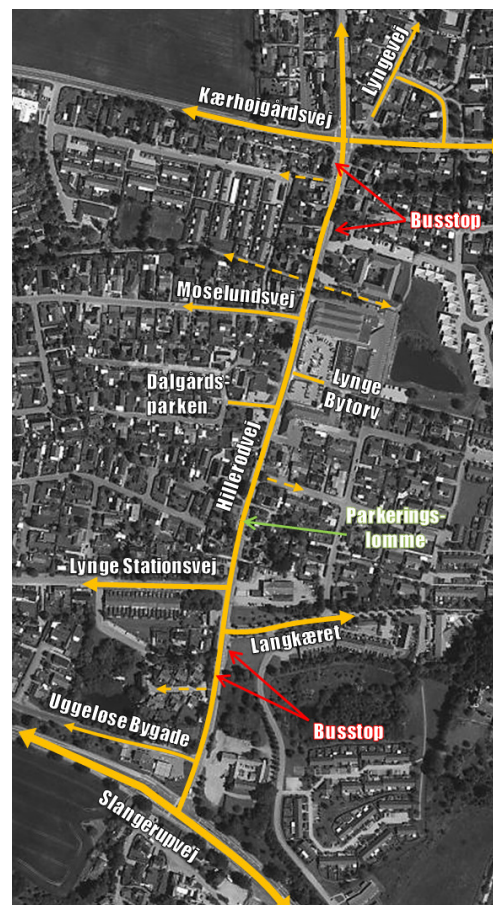 Lyngevej
Kærhøjgårdsvej
Busstop
Moselundsvej
Lynge
Bytorv
Dalgårds-
parken
Hillerødvej
Parkerings-
lomme
Lynge Stationsvej
Langkæret
Uggeløse Bygade
Busstop
Slangerupvej